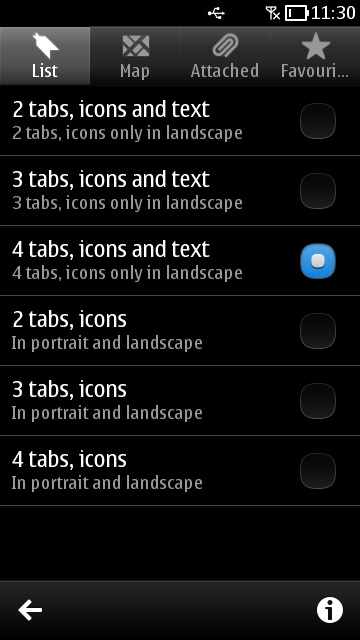 11:30
List Map Attached Favouri...
2 tabs, icons and text
2 tabs, icons only in landscape
3 tabs, icons and text
3 tabs, icons only in landscape
4 tabs, icons and text
4 tabs, icons only in landscape
2 tabs, icons
In portrait and landscape
3 tabs, icons
In portrait and landscape
4 tabs, icons
In portrait and landscape